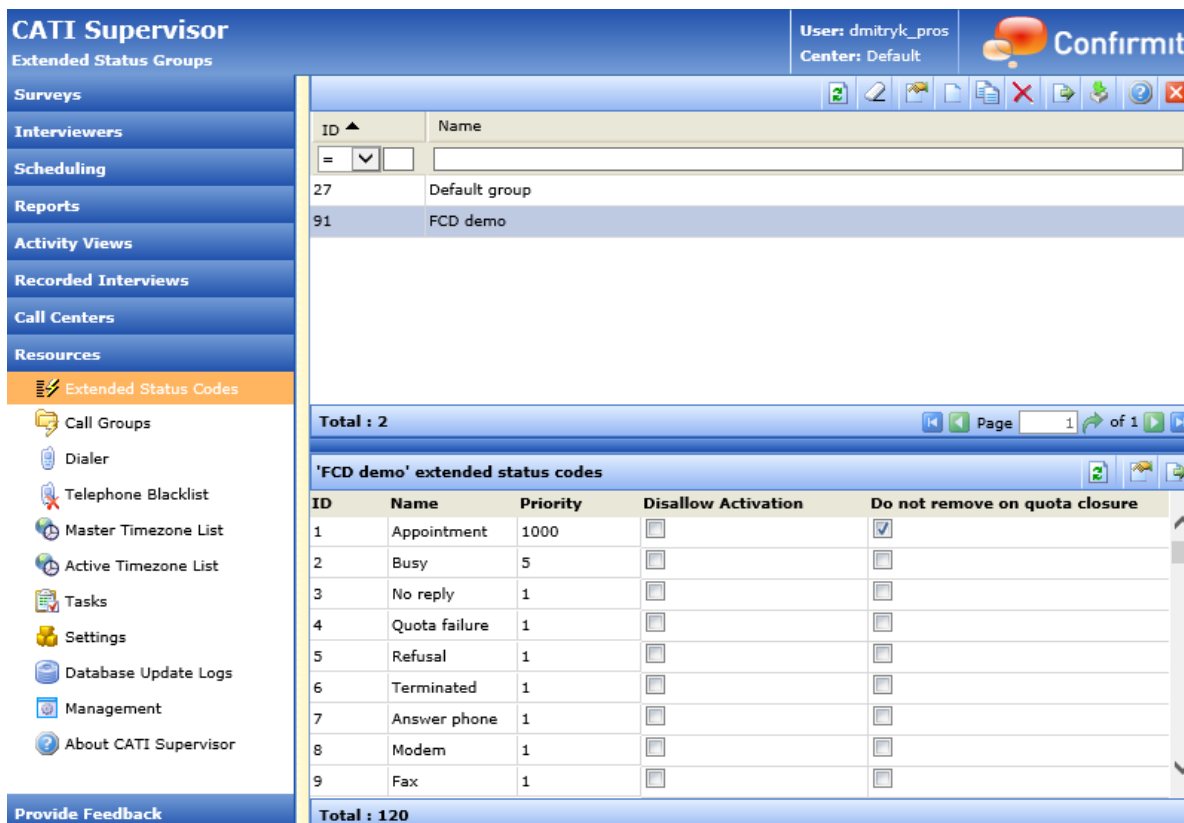 CATI Supervisor
Extended Status Groups
User: dmitryk_pros
Center: Default
Confirmit
Surveys
Interviewers
Scheduling
Reports
Activity Views
Recorded Interviews
Call Centers
Resources
Extended Status Codes
Call Groups
Dialer
Telephone Blacklist
Master Timezone List
Active Timezone List
Tasks
Settings
Database Update Logs
Management
About CATI Supervisor
Provide Feedback
ID Name
=
27 Default group
91 FCD demo
Total : 2 Page 1 of 1
'FCD demo' extended status codes
ID Name Priority Disallow Activation Do not remove on quota closure
1 Appointment 1000
2 Busy 5
3 No reply 1
4 Quota failure 1
5 Refusal 1
6 Terminated 1
7 Answer phone 1
8 Modem 1
9 Fax 1
Total : 120